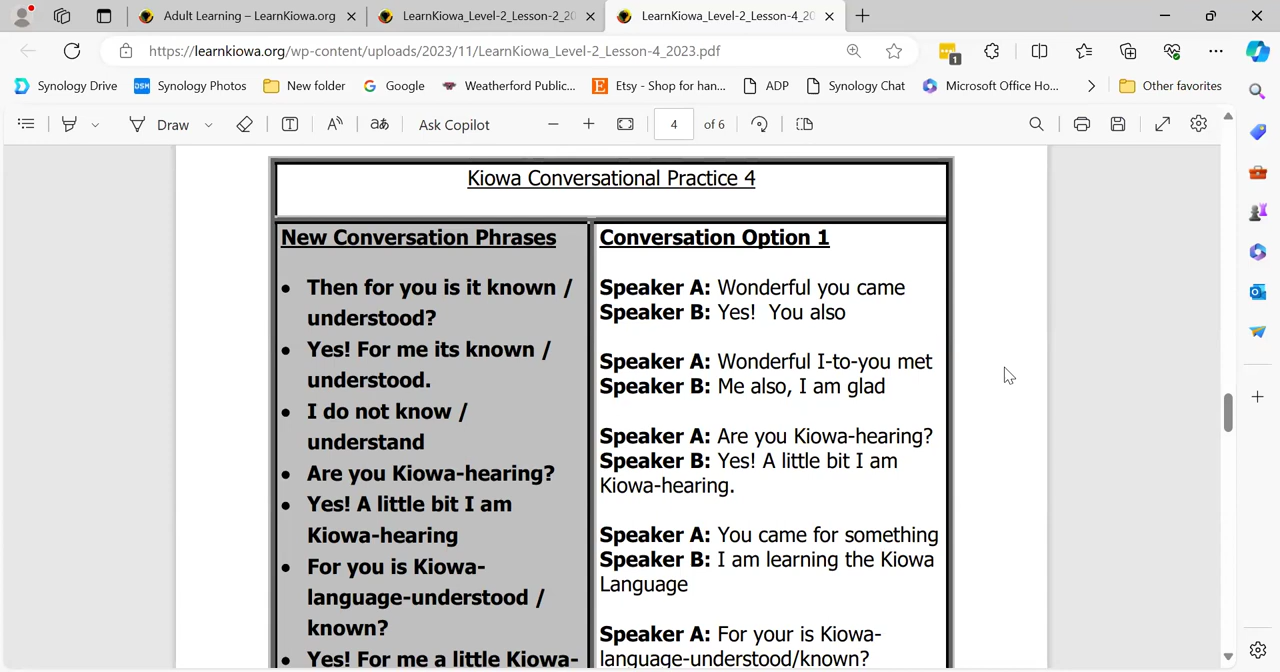 Adult Learning – LearnKiowa.org
LearnKiowa_Level-2_Lesson-2_20
LearnKiowa_Level-2_Lesson-4_20
https://learnkiowa.org/wp-content/uploads/2023/11/LearnKiowa_Level-2_Lesson-4_2023.pdf
1
Synology Drive
DSM
Synology Photos
New folder
Google
Weatherford Public...
E
Etsy - Shop for han...
ADP
Synology Chat
Microsoft Office Ho...
Other favorites
Draw
Ask Copilot
4
of 6
Kiowa Conversational Practice 4
New Conversation Phrases
• Then for you is it known /
understood?
• Yes! For me its known /
understood.
• I do not know /
understand
• Are you Kiowa-hearing?
• Yes! A little bit I am
Kiowa-hearing
• For you is Kiowa-
language-understood /
known?
• Yes! For me a little Kiowa-
Conversation Option 1
Speaker A: Wonderful you came
Speaker B: Yes!  You also
Speaker A: Wonderful I-to-you met
Speaker B: Me also, I am glad
Speaker A: Are you Kiowa-hearing?
Speaker B: Yes! A little bit I am
Kiowa-hearing.
Speaker A: You came for something
Speaker B: I am learning the Kiowa
Language
Speaker A: For your is Kiowa-
language-understood/known?